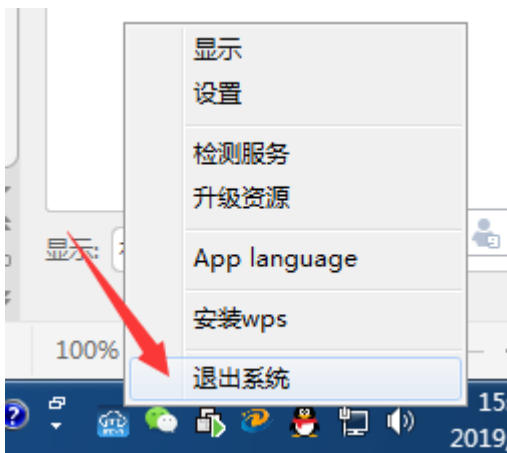 显示
设置
检测服务
升级资源
显示:
App language
安装wps
100%
退出系统
15
2019